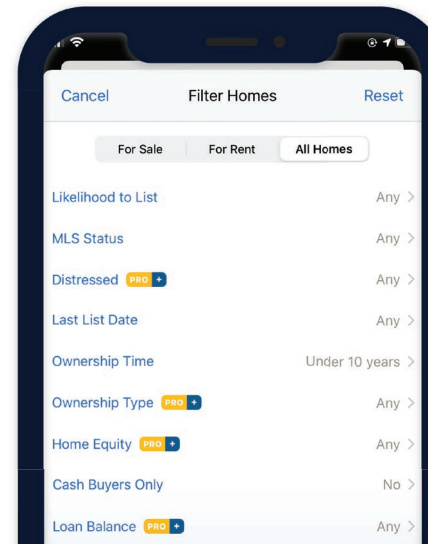 Cancel Filter Homes Reset
For Sale For Rent All Homes
Likelihood to List Any >
MLS Status Any >
Distressed PRO + Any >
Last List Date Any >
Ownership Time Under 10 years >
Ownership Type PRO + Any >
Home Equity PRO + Any >
Cash Buyers Only No >
Loan Balance PRO + Any >